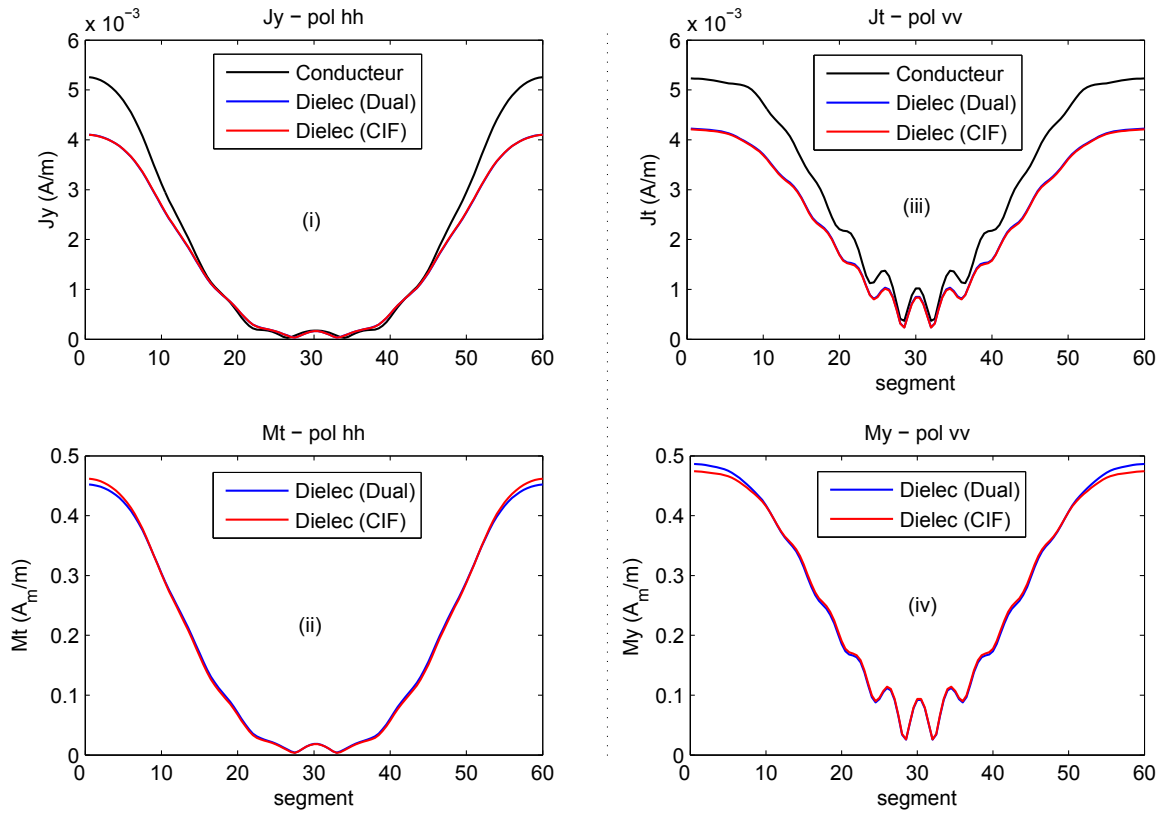 Jy − pol hh
x 10−3
6
5
4
3
2
1
0
0 10 20 30 40 50 60
Jy (A/m)
Conducteur
Dielec (Dual)
Dielec (CIF)
(i)
Jt − pol vv
x 10−3
6
5
4
3
2
1
0
0 10 20 30 40 50 60
segment
Jt (A/m)
Conducteur
Dielec (Dual)
Dielec (CIF)
(iii)
Mt − pol hh
0.5
0.4
0.3
0.2
0.1
0
0 10 20 30 40 50 60
segment
Mt (Am/m)
Dielec (Dual)
Dielec (CIF)
(ii)
My − pol vv
0.5
0.4
0.3
0.2
0.1
0
0 10 20 30 40 50 60
segment
My (Am/m)
Dielec (Dual)
Dielec (CIF)
(iv)